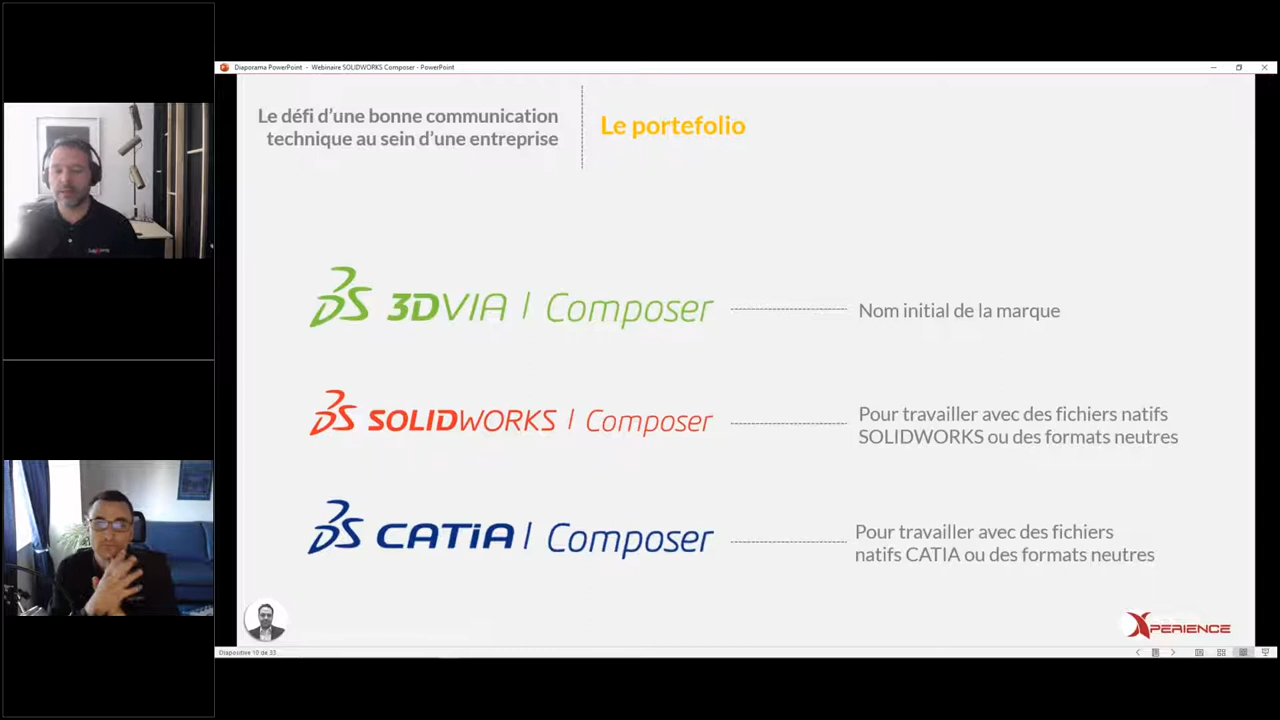 Diaporama PowerPoint - Webinaire SOLIDWORKS Composer - PowerPoint
Le défi d'une bonne communication
technique au sein d'une entreprise
Le portefolio
3DVIA | Composer
Nom initial de la marque
SOLIDWORKS | Composer
Pour travailler avec des fichiers natifs
SOLIDWORKS ou des formats neutres
CATIA | Composer
Pour travailler avec des fichiers
natifs CATIA ou des formats neutres
XPERIENCE
Diapositive 10 de 33